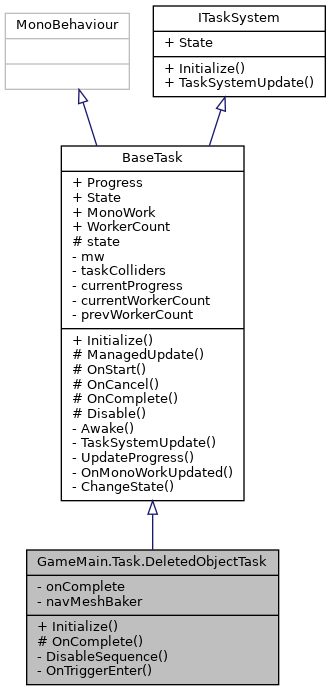 MonoBehaviour
ITaskSystem
+ State
+ Initialize()
+ TaskSystemUpdate()
BaseTask
+ Progress
+ State
+ MonoWork
+ WorkerCount
# state
- mw
- taskColliders
- currentProgress
- currentWorkerCount
- prevWorkerCount
+ Initialize()
# ManagedUpdate()
# OnStart()
# OnCancel()
# OnComplete()
# Disable()
- Awake()
- TaskSystemUpdate()
- UpdateProgress()
- OnMonoWorkUpdated()
- ChangeState()
GameMain.Task.DeletedObjectTask
- onComplete
- navMeshBaker
+ Initialize()
# OnComplete()
- DisableSequence()
- OnTriggerEnter()